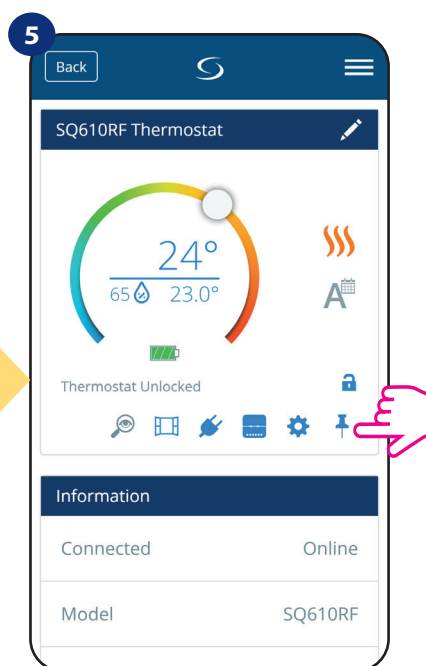 5
Back
SQ610RF Thermostat
24°
65 23.0°
A
Thermostat Unlocked
Information
Connected Online
Model SQ610RF